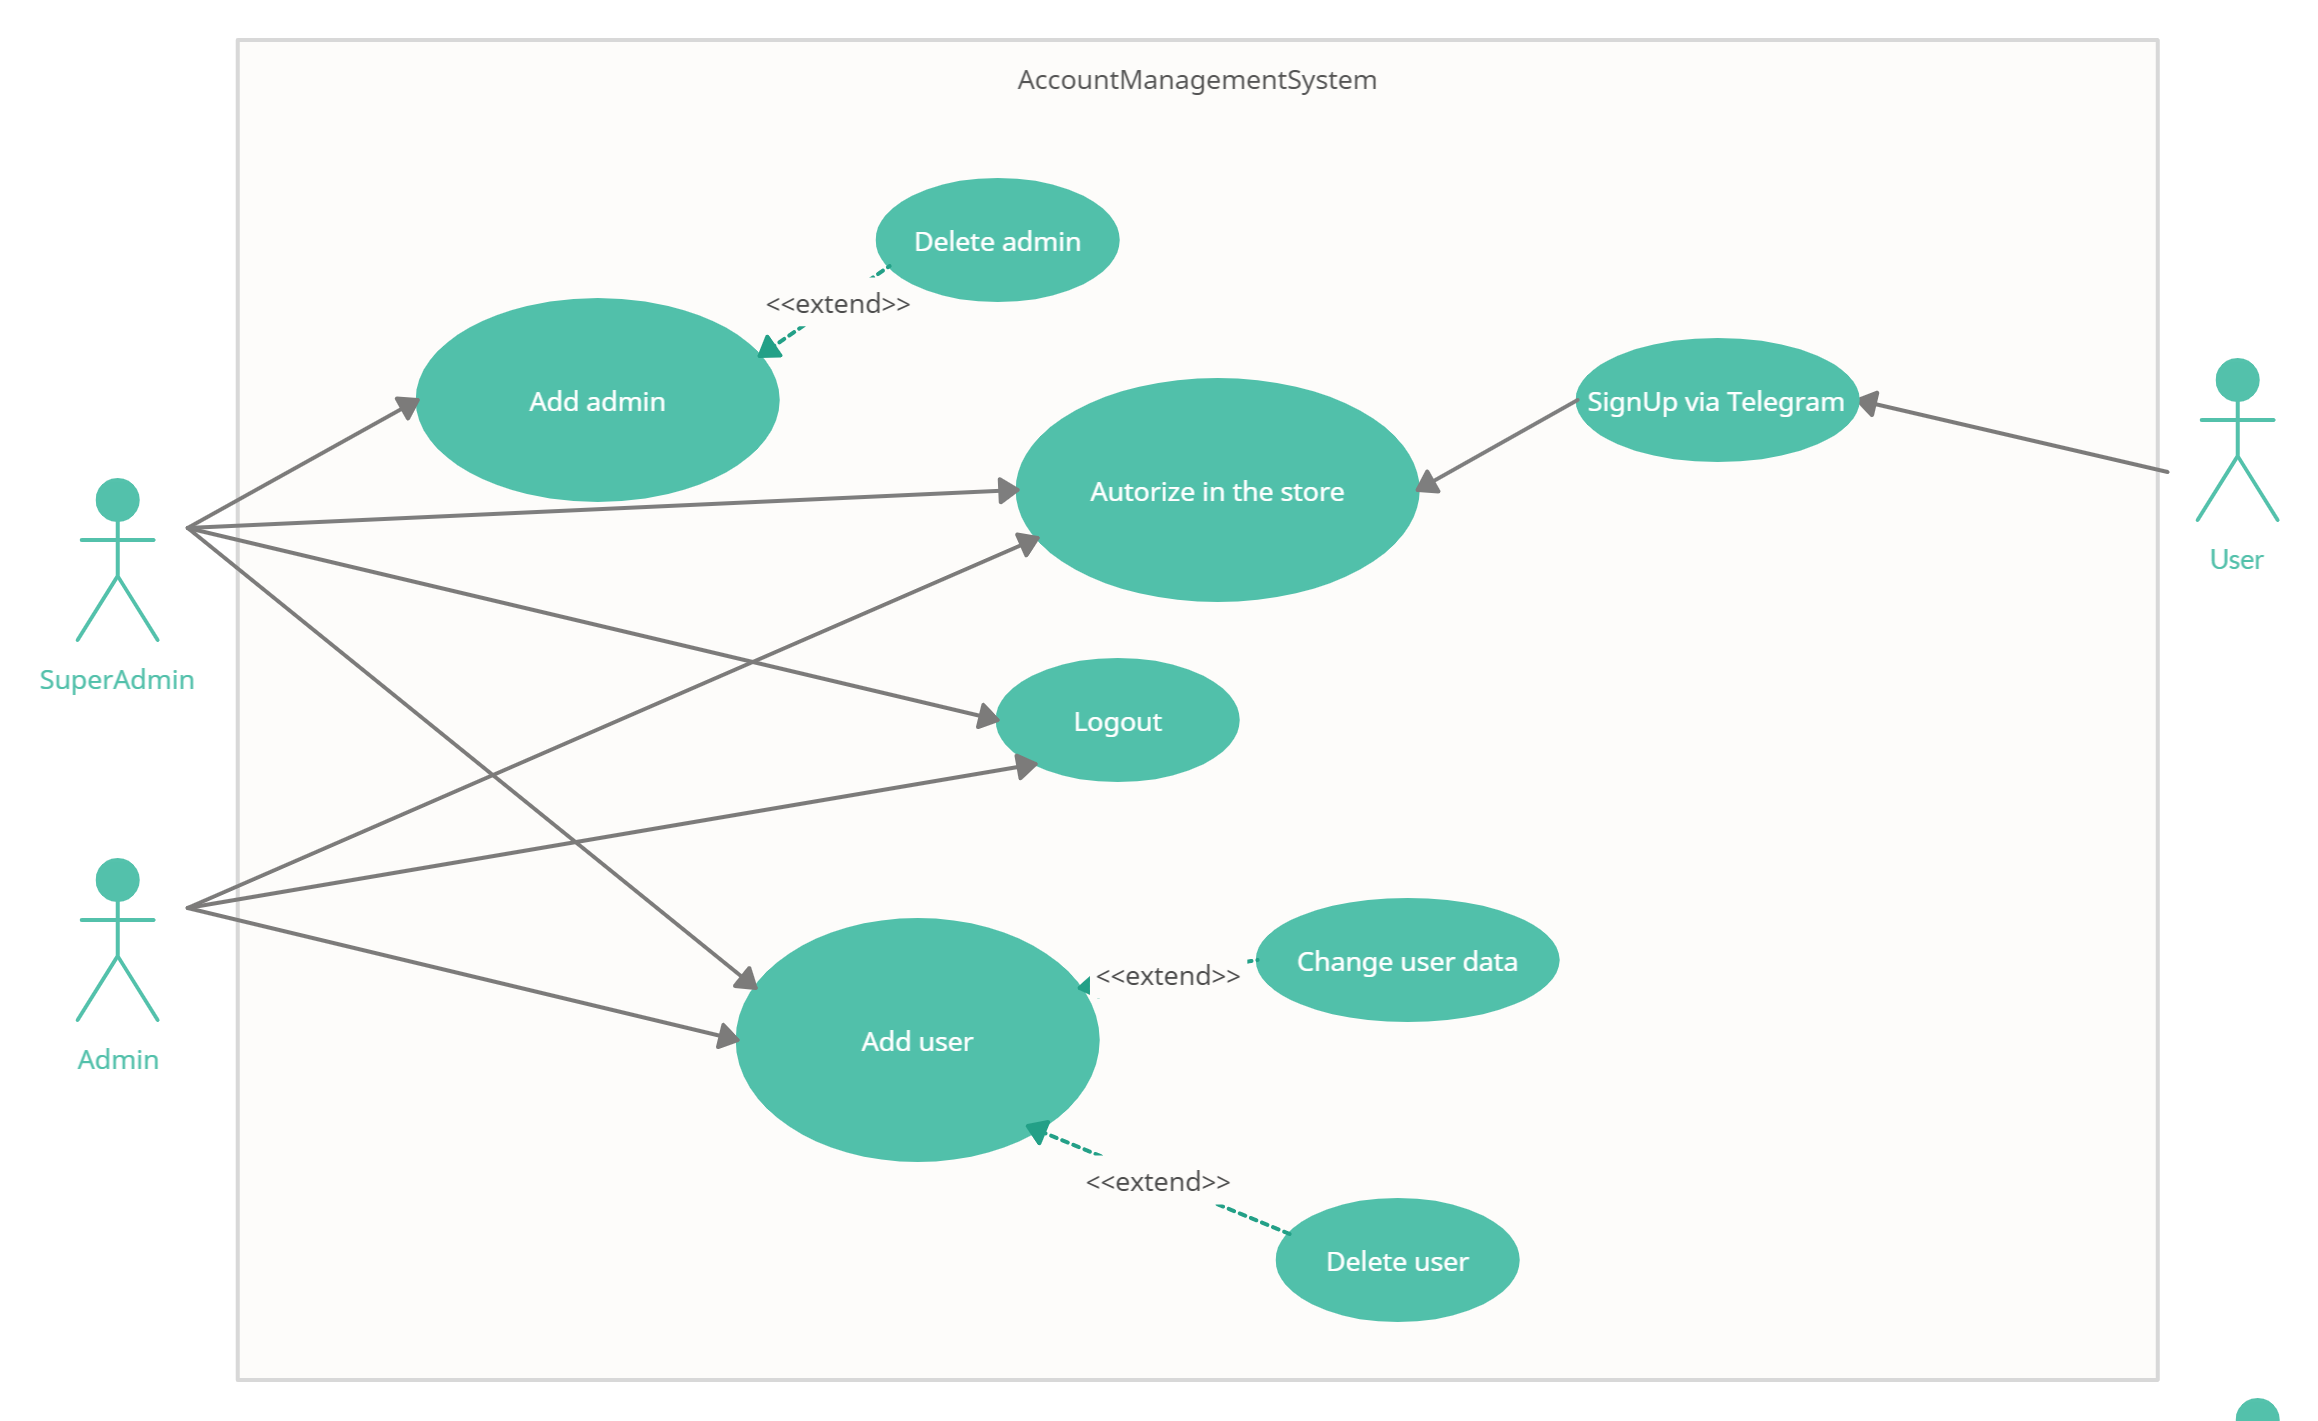 AccountManagementSystem
Delete admin
<<extend>>
Add admin
SignUp via Telegram
Autorize in the store
User
SuperAdmin
Logout
Change user data
<<extend>>
Add user
Admin
<<extend>>
Delete user